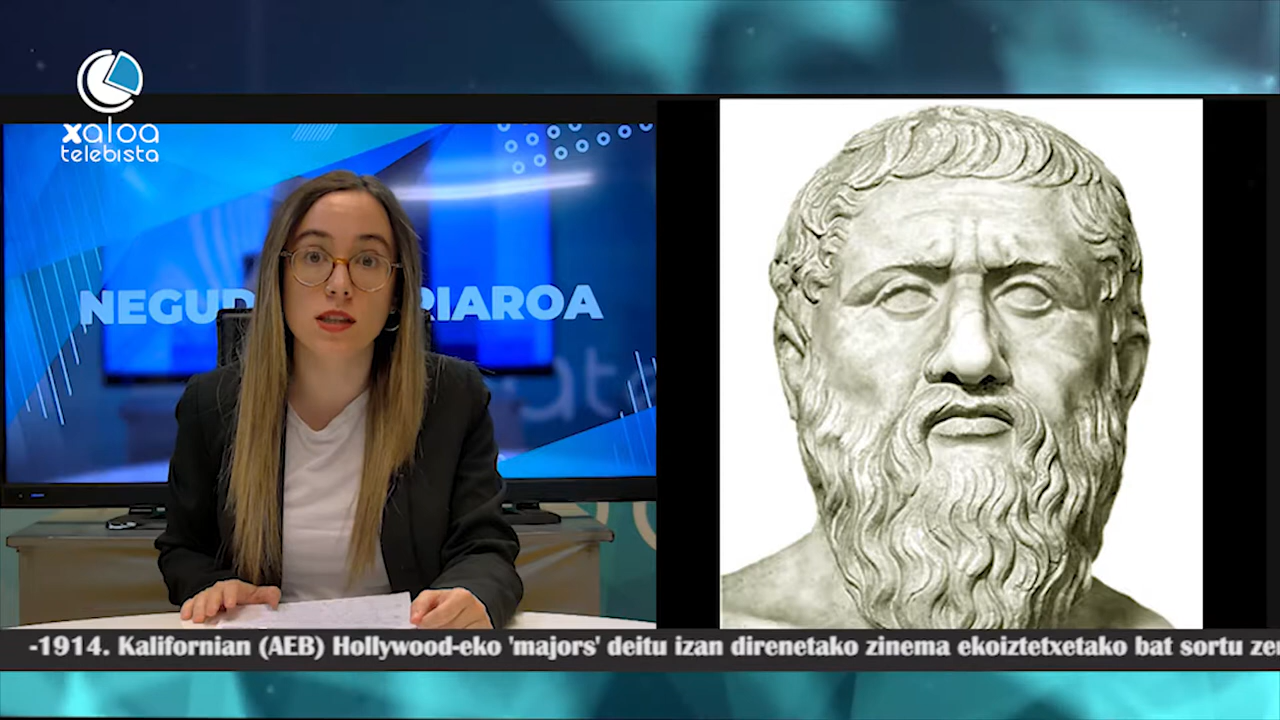 xaloa
telebista
NEGUD RIAROA
-1914. Kalifornian (AEB) Hollywood-eko 'majors' deitu izan direnetako zinema ekoiztetxetako bat sortu zen